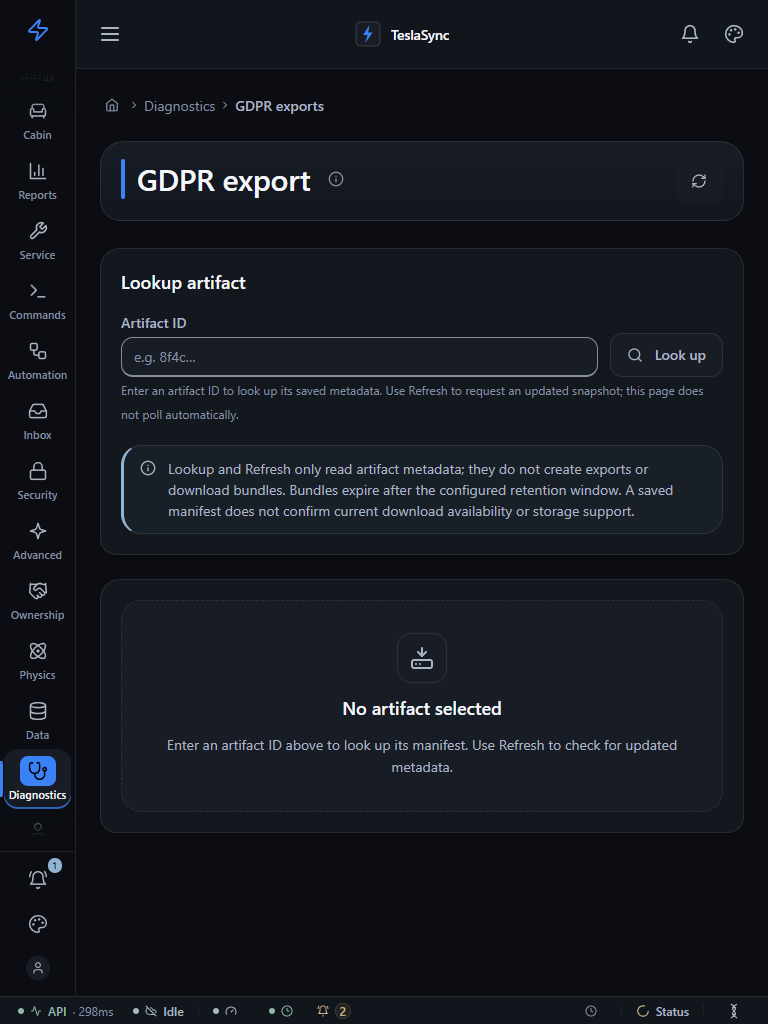 TeslaSync
Energy
Cabin
Reports
Service
Commands
Automation
Inbox
Security
Advanced
Ownership
Physics
Data
Diagnostics
1
Diagnostics
GDPR exports
GDPR export
Lookup artifact
Artifact ID
e.g. 8f4c...
Look up
Enter an artifact ID to look up its saved metadata. Use Refresh to request an updated snapshot; this page does
not poll automatically.
Lookup and Refresh only read artifact metadata; they do not create exports or
download bundles. Bundles expire after the configured retention window. A saved
manifest does not confirm current download availability or storage support.
No artifact selected
Enter an artifact ID above to look up its manifest. Use Refresh to check for updated
metadata.
API · 298ms
Idle
2
Status